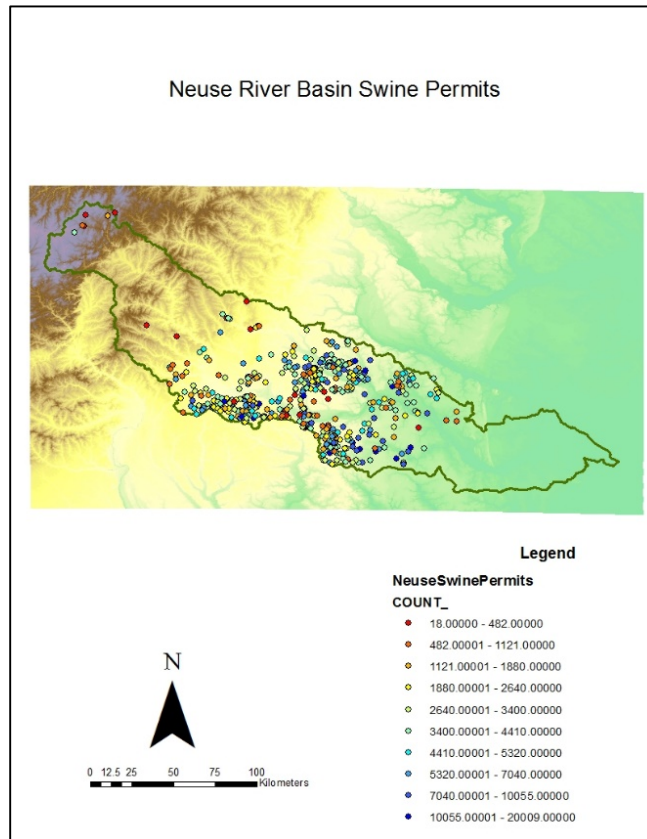 Neuse River Basin Swine Permits
Legend
NeuseSwinePermits
COUNT_
18.00000 - 482.00000
482.00001 - 1121.00000
1121.00001 - 1880.00000
1880.00001 - 2640.00000
2640.00001 - 3400.00000
3400.00001 - 4410.00000
4410.00001 - 5320.00000
5320.00001 - 7040.00000
7040.00001 - 10055.00000
10055.00001 - 20009.00000
N
0 12.5 25 50 75 100
Kilometers